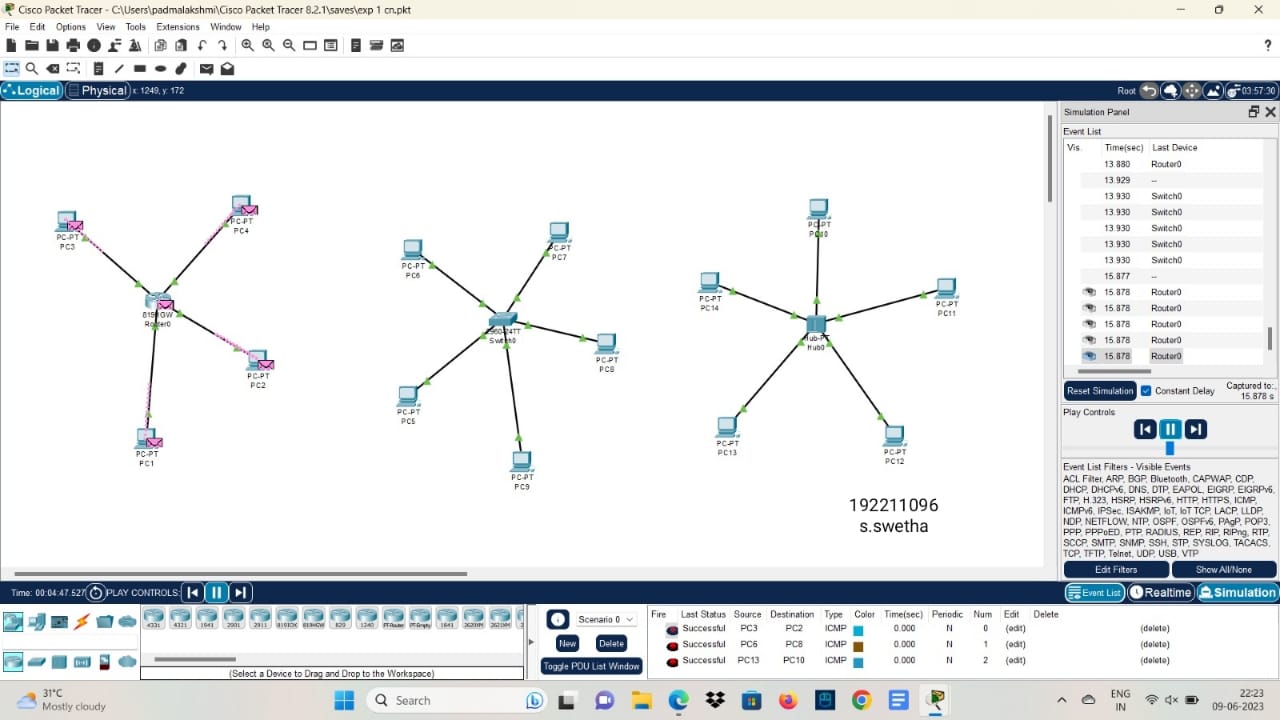 Cisco Packet Tracer - C:\Users\padmalakshmi\Cisco Packet Tracer 8.2.1\saves\exp 1 cn.pkt
File Edit Options View Tools Extensions Window Help
?
Logical Physical x: 1249, y: 172
Root 03:57:30
PC-PT
PC3
PC-PT
PC4
Router0
PC-PT
PC2
PC-PT
PC1
PC-PT
PC6
PC-PT
PC7
2960-24TT
Switch0
PC-PT
PC8
PC-PT
PC5
PC-PT
PC9
PC-PT
PC10
PC-PT
PC14
PC-PT
PC11
Hub-PT
Hub0
PC-PT
PC13
PC-PT
PC12
192211096
s.swetha
Simulation Panel
Event List
Vis. Time(sec) Last Device
13.880 Router0
13.929 --
13.930 Switch0
13.930 Switch0
13.930 Switch0
13.930 Switch0
13.930 Switch0
15.877 --
15.878 Router0
15.878 Router0
15.878 Router0
15.878 Router0
15.878 Router0
Reset Simulation Constant Delay Captured to:
15.878 s
Play Controls
Event List Filters - Visible Events
ACL Filter, ARP, BGP, Bluetooth, CAPWAP, CDP,
DHCP, DHCPv6, DNS, DTP, EAPOL, EIGRP, EIGRPv6,
FTP, H.323, HSRP, HSRPv6, HTTP, HTTPS, ICMP,
ICMPv6, IPSec, ISAKMP, IoT, IoT TCP, LACP, LLDP,
NDP, NETFLOW, NTP, OSPF, OSPFv6, PAgP, POP3,
PPP, PPPoED, PTP, RADIUS, REP, RIP, RIPng, RTP,
SCCP, SMTP, SNMP, SSH, STP, SYSLOG, TACACS,
TCP, TFTP, Telnet, UDP, USB, VTP
Edit Filters Show All/None
Time: 00:04:47.527 PLAY CONTROLS:
Event List Realtime Simulation
4331 4321 1941 2901 2911 819IOX 819HGW 829 1240 PT-Router PT-Empty 1841 2620XM 2621XM
(Select a Device to Drag and Drop to the Workspace)
Scenario 0
New Delete
Toggle PDU List Window
Fire Last Status Source Destination Type Color Time(sec) Periodic Num Edit Delete
Successful PC3 PC2 ICMP 0.000 N 0 (edit) (delete)
Successful PC6 PC8 ICMP 0.000 N 1 (edit) (delete)
Successful PC13 PC10 ICMP 0.000 N 2 (edit) (delete)
31°C
Mostly cloudy
Search
ENG
IN
22:23
09-06-2023